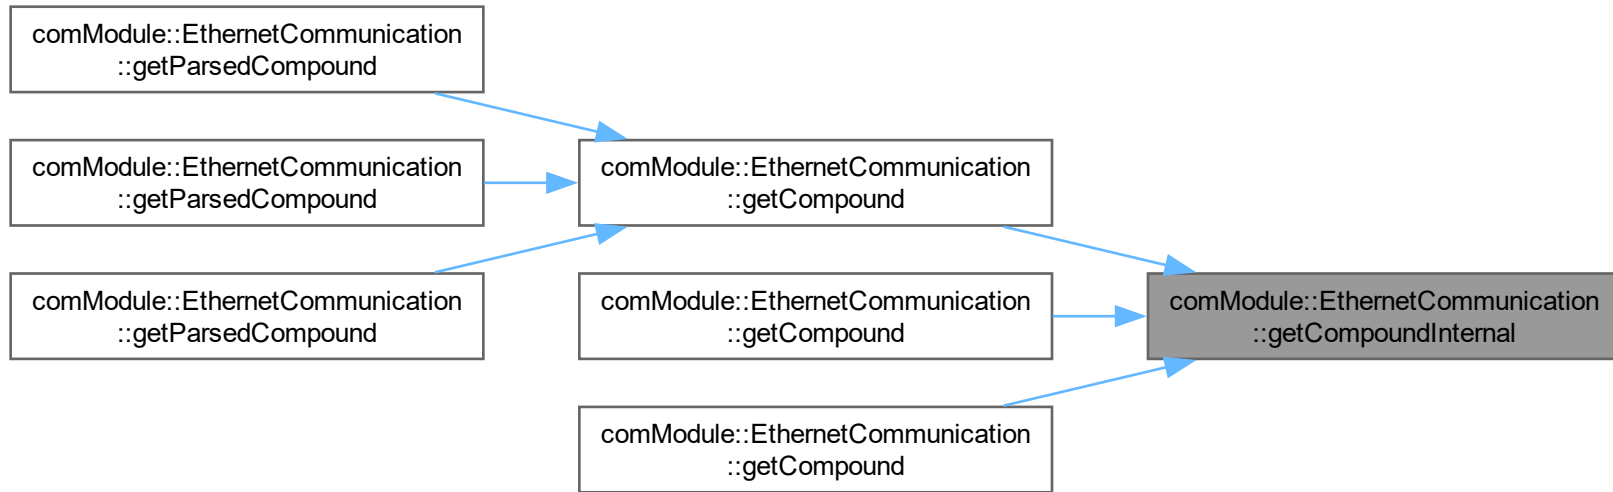 comModule::EthernetCommunication
::getParsedCompound
comModule::EthernetCommunication
::getParsedCompound
comModule::EthernetCommunication
::getParsedCompound
comModule::EthernetCommunication
::getCompound
comModule::EthernetCommunication
::getCompound
comModule::EthernetCommunication
::getCompound
comModule::EthernetCommunication
::getCompoundInternal